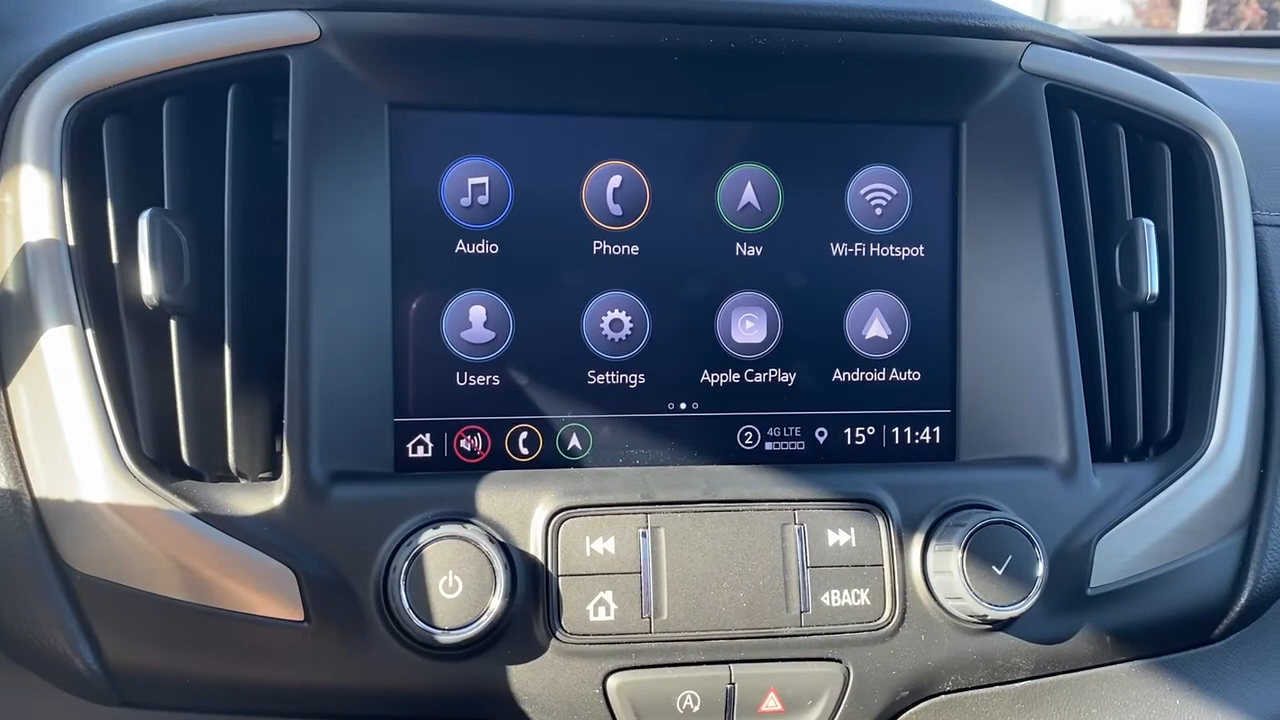 Audio Phone Nav Wi-Fi Hotspot
Users Settings Apple CarPlay Android Auto
2 4G LTE 15° 11:41
BACK
A